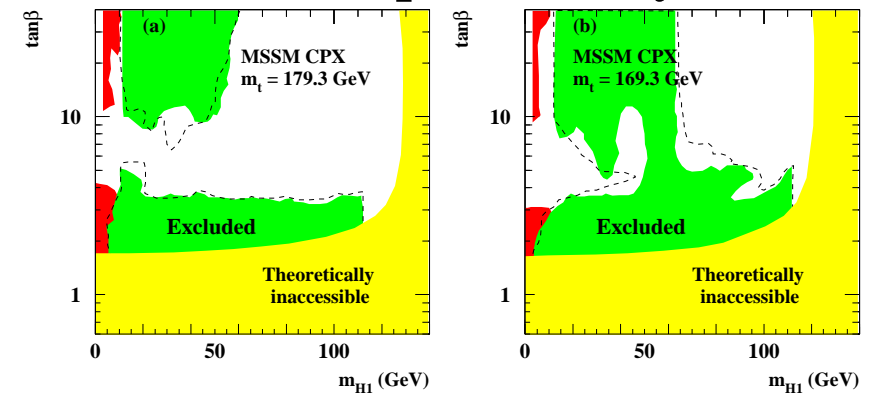 (a)
tanβ
MSSM CPX
m_t = 179.3 GeV
10
Excluded
Theoretically
inaccessible
1
0
50
100
m_H1 (GeV)
(b)
tanβ
MSSM CPX
m_t = 169.3 GeV
10
Excluded
Theoretically
inaccessible
1
0
50
100
m_H1 (GeV)